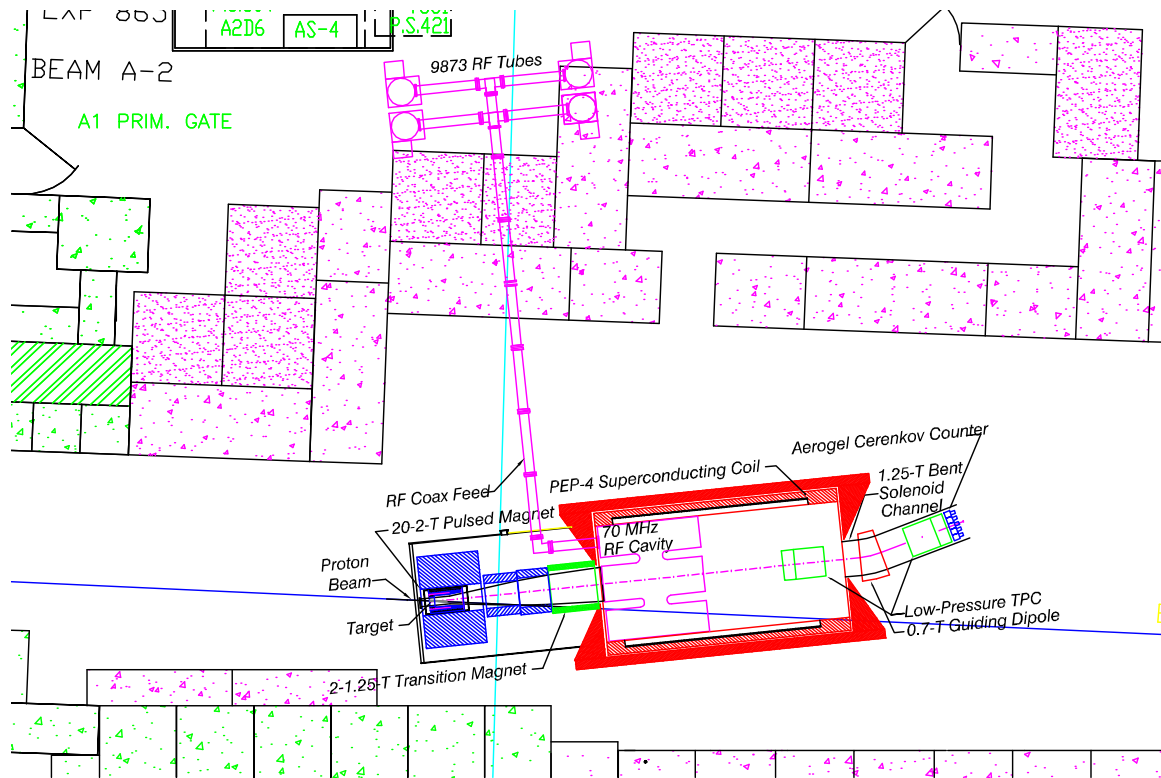 EXP 863
A2D6
AS-4
P.S.421
BEAM A-2
A1 PRIM. GATE
9873 RF Tubes
Aerogel Cerenkov Counter
PEP-4 Superconducting Coil
1.25-T Bent
Solenoid
Channel
RF Coax Feed
20-2-T Pulsed Magnet
70 MHz
RF Cavity
Proton
Beam
Target
Low-Pressure TPC
0.7-T Guiding Dipole
2-1.25-T Transition Magnet